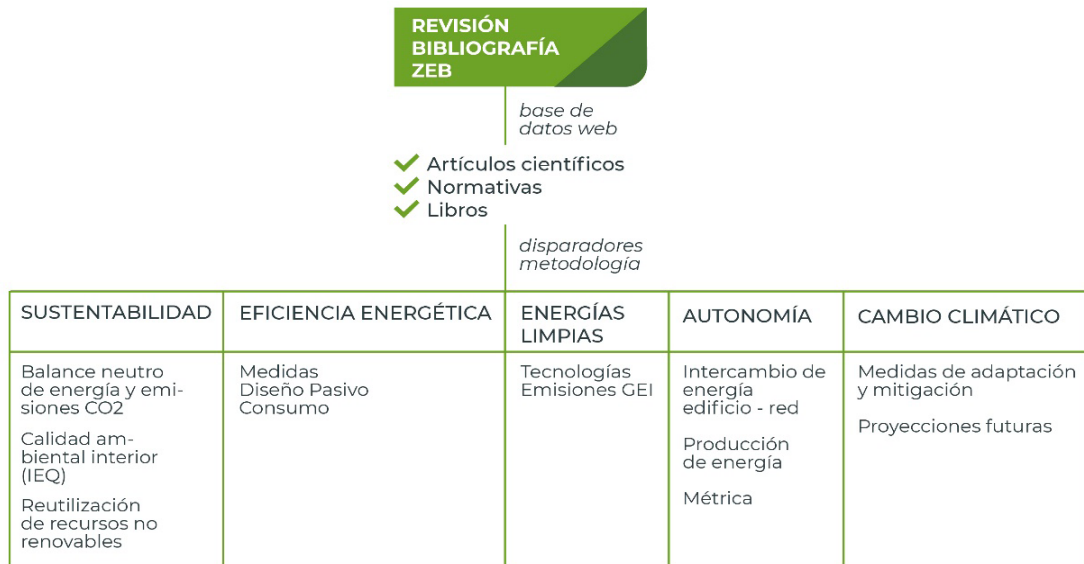 REVISIÓN
BIBLIOGRAFÍA
ZEB
base de
datos web
Artículos científicos
Normativas
Libros
disparadores
metodología
SUSTENTABILIDAD
Balance neutro
de energía y emi-
siones CO2
Calidad am-
biental interior
(IEQ)
Reutilización
de recursos no
renovables
EFICIENCIA ENERGÉTICA
Medidas
Diseño Pasivo
Consumo
ENERGÍAS
LIMPIAS
Tecnologías
Emisiones GEI
AUTONOMÍA
Intercambio de
energía
edificio - red
Producción
de energía
Métrica
CAMBIO CLIMÁTICO
Medidas de adaptación
y mitigación
Proyecciones futuras